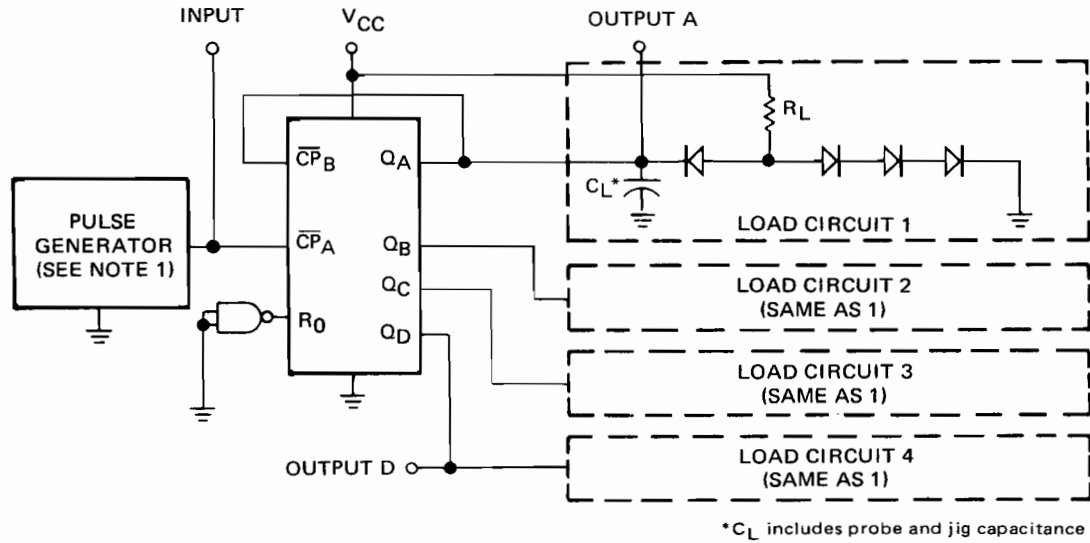 INPUT
VCC
OUTPUT A
RL
C̅P̅B
QA
CL*
LOAD CIRCUIT 1
PULSE
GENERATOR
(SEE NOTE 1)
C̅P̅A
QB
QC
LOAD CIRCUIT 2
(SAME AS 1)
R0
QD
LOAD CIRCUIT 3
(SAME AS 1)
OUTPUT D
LOAD CIRCUIT 4
(SAME AS 1)
*CL includes probe and jig capacitance